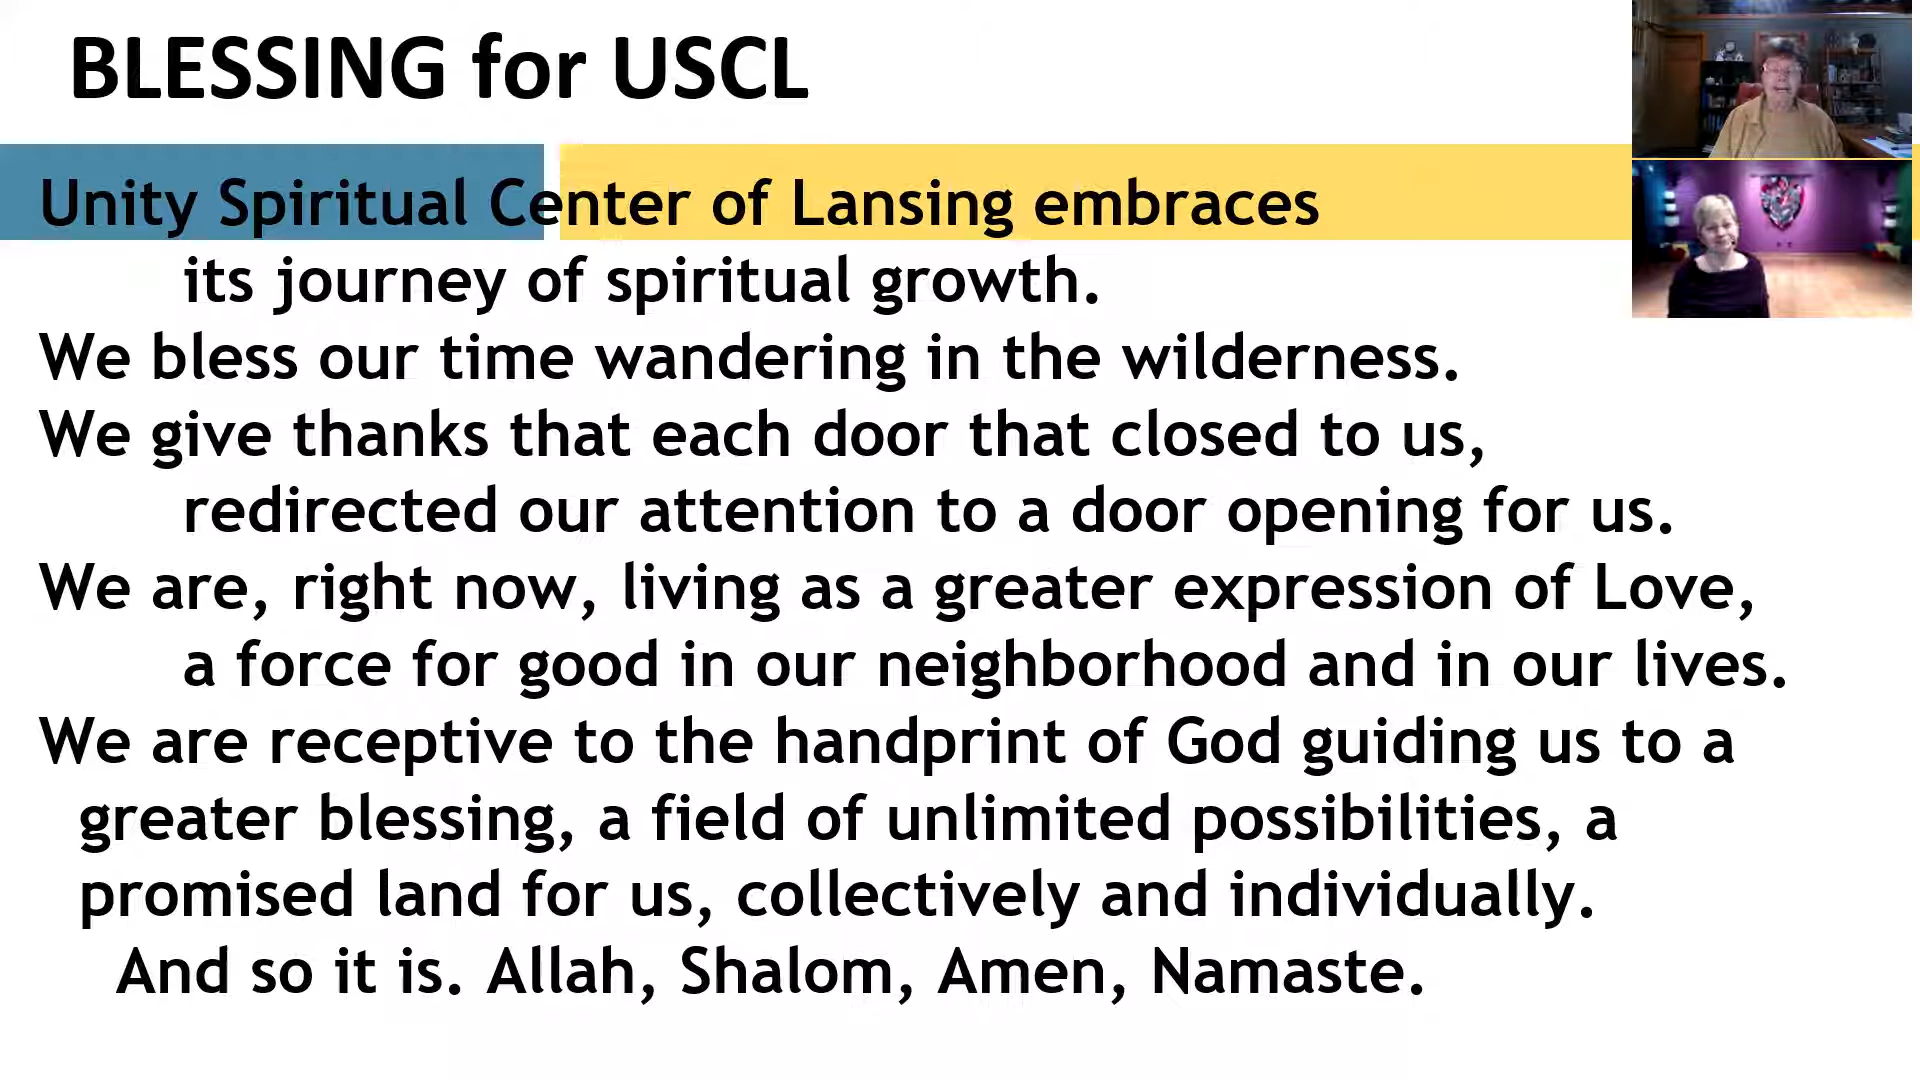 BLESSING for USCL
Unity Spiritual Center of Lansing embraces
its journey of spiritual growth.
We bless our time wandering in the wilderness.
We give thanks that each door that closed to us,
redirected our attention to a door opening for us.
We are, right now, living as a greater expression of Love,
a force for good in our neighborhood and in our lives.
We are receptive to the handprint of God guiding us to a
greater blessing, a field of unlimited possibilities, a
promised land for us, collectively and individually.
And so it is. Allah, Shalom, Amen, Namaste.